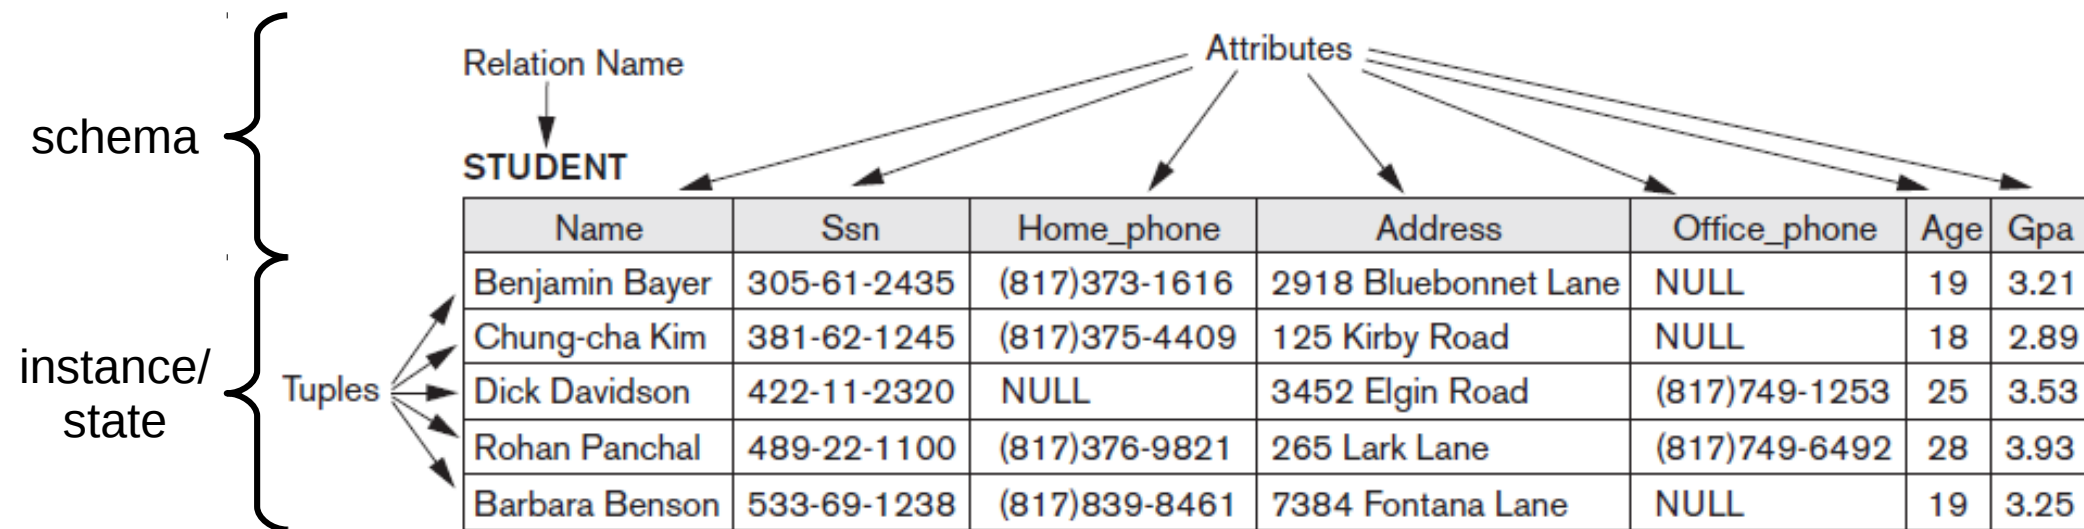 schema
Relation Name
Attributes
STUDENT
Name Ssn Home_phone Address Office_phone Age Gpa
instance/
state
Tuples
Benjamin Bayer 305-61-2435 (817)373-1616 2918 Bluebonnet Lane NULL 19 3.21
Chung-cha Kim 381-62-1245 (817)375-4409 125 Kirby Road NULL 18 2.89
Dick Davidson 422-11-2320 NULL 3452 Elgin Road (817)749-1253 25 3.53
Rohan Panchal 489-22-1100 (817)376-9821 265 Lark Lane (817)749-6492 28 3.93
Barbara Benson 533-69-1238 (817)839-8461 7384 Fontana Lane NULL 19 3.25